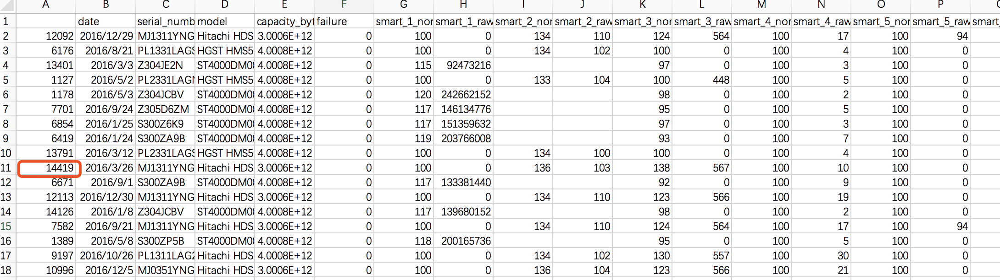 A B C D E F G H I J K L M N O P
1 date serial_numb model capacity_byt failure smart_1_nor smart_1_raw smart_2_nor smart_2_raw smart_3_nor smart_3_raw smart_4_nor smart_4_raw smart_5_nor smart_5_raw smart_
2 12092 2016/12/29 MJ1311YNG Hitachi HDS 3.0006E+12 0 100 0 134 110 124 564 100 17 100 94
3 6176 2016/8/21 PL1331LAGS HGST HMS5 4.0008E+12 0 100 0 134 102 100 0 100 4 100 0
4 13401 2016/3/3 Z304JE2N ST4000DM00 4.0008E+12 0 115 92473216 97 0 100 3 100 0
5 1127 2016/5/2 PL2331LAGN HGST HMS5 4.0008E+12 0 100 0 133 104 100 448 100 5 100 0
6 1178 2016/5/3 Z304JCBV ST4000DM00 4.0008E+12 0 120 242662152 98 0 100 2 100 0
7 7701 2016/9/24 Z305D6ZM ST4000DM00 4.0008E+12 0 117 146134776 95 0 100 5 100 0
8 6854 2016/1/25 S300Z6K9 ST4000DM00 4.0008E+12 0 117 151359632 97 0 100 3 100 0
9 6419 2016/1/24 S300ZA9B ST4000DM00 4.0008E+12 0 119 203766008 93 0 100 7 100 0
10 13791 2016/3/12 PL2331LAGS HGST HMS5 4.0008E+12 0 100 0 134 100 100 0 100 4 100 0
11 14419 2016/3/26 MJ1311YNG Hitachi HDS 3.0006E+12 0 100 0 136 103 138 567 100 10 100 0
12 6671 2016/9/1 S300ZA9B ST4000DM00 4.0008E+12 0 117 133381440 92 0 100 9 100 0
13 12113 2016/12/30 MJ1311YNG Hitachi HDS 3.0006E+12 0 100 0 134 110 123 566 100 19 100 0
14 14126 2016/1/8 Z304JCBV ST4000DM00 4.0008E+12 0 117 139680152 98 0 100 2 100 0
15 7582 2016/9/21 MJ1311YNG Hitachi HDS 3.0006E+12 0 100 0 134 110 124 564 100 17 100 94
16 1389 2016/5/8 S300ZP5B ST4000DM00 4.0008E+12 0 118 200165736 95 0 100 5 100 0
17 9197 2016/10/26 PL1311LAG2 Hitachi HDS 4.0008E+12 0 100 0 134 102 130 557 100 30 100 0
18 10996 2016/12/5 MJ0351YNG Hitachi HDS 3.0006E+12 0 100 0 136 104 123 566 100 21 100 0